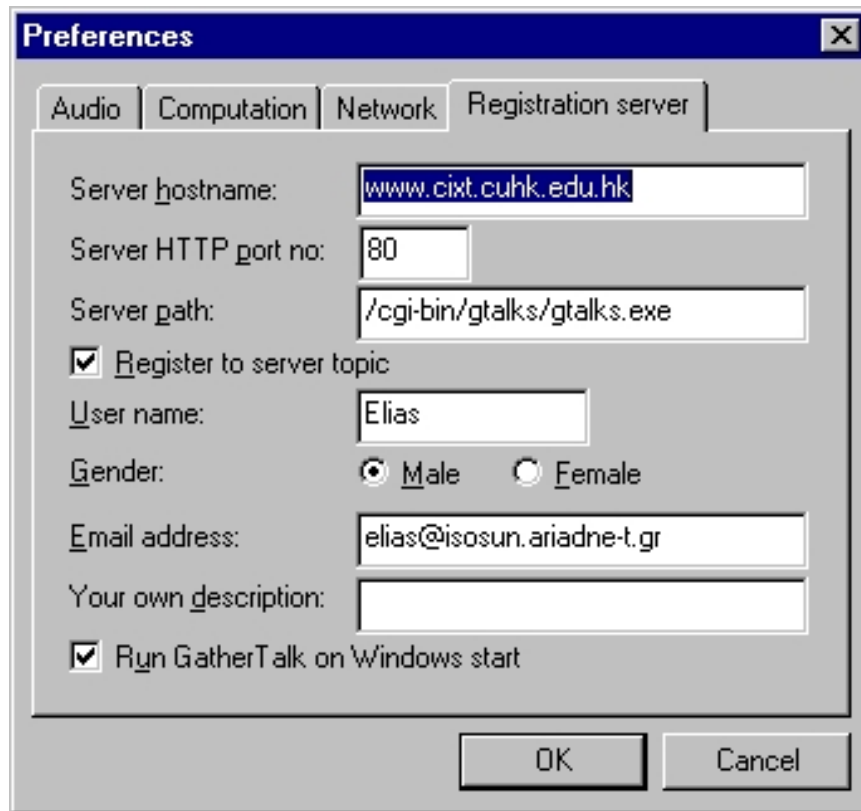 Preferences
Audio Computation Network Registration server
Server hostname: www.cixt.cuhk.edu.hk
Server HTTP port no: 80
Server path: /cgi-bin/gtalks/gtalks.exe
Register to server topic
User name: Elias
Gender: Male Female
Email address: elias@isosun.ariadne-t.gr
Your own description:
Run GatherTalk on Windows start
OK Cancel